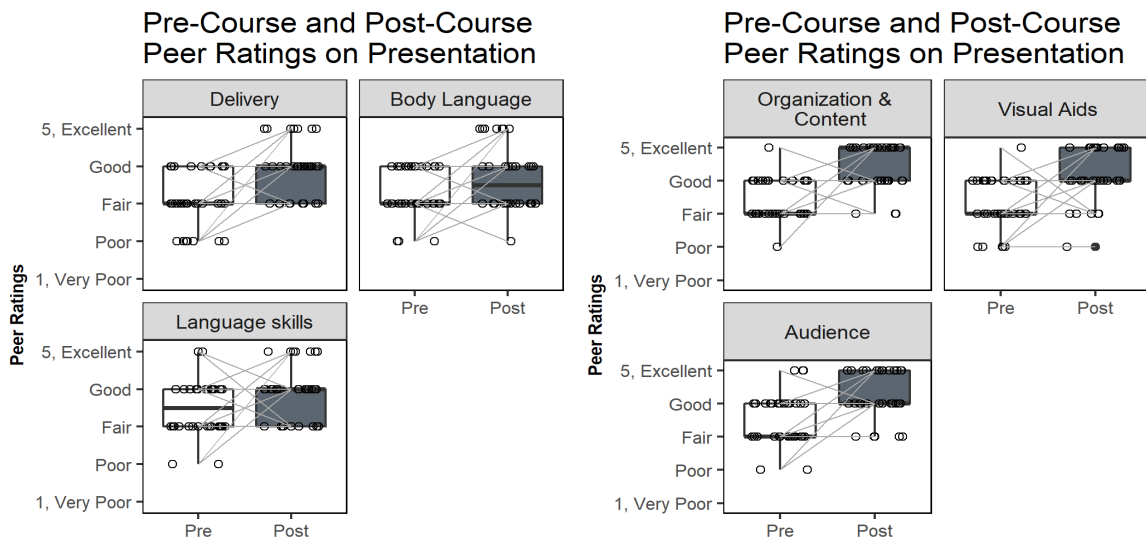 Pre-Course and Post-Course
Peer Ratings on Presentation
Delivery
Body Language
5, Excellent
Good
Fair
Poor
1, Very Poor
Pre
Post
Language skills
5, Excellent
Good
Fair
Poor
1, Very Poor
Pre
Post
Peer Ratings
Pre-Course and Post-Course
Peer Ratings on Presentation
Organization &
Content
Visual Aids
5, Excellent
Good
Fair
Poor
1, Very Poor
Pre
Post
Audience
5, Excellent
Good
Fair
Poor
1, Very Poor
Pre
Post
Peer Ratings